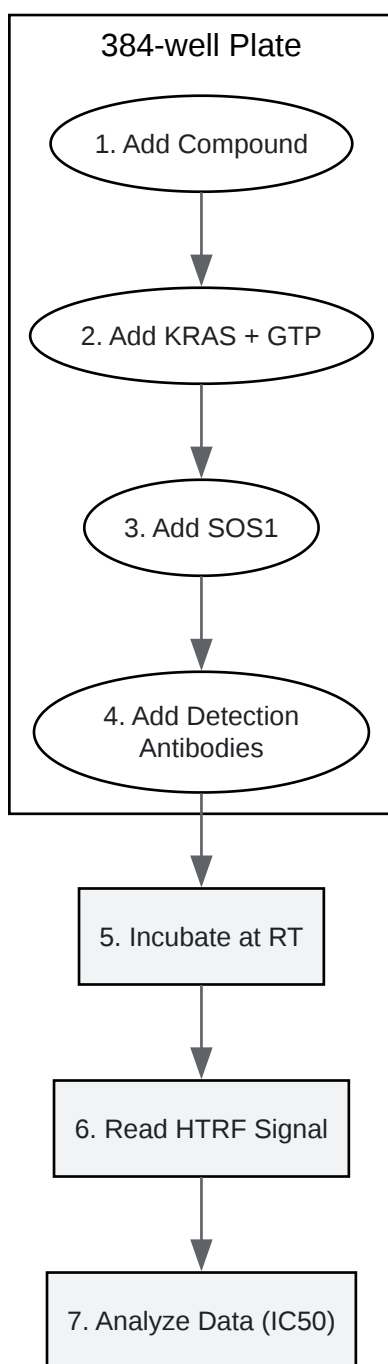 384-well Plate
1. Add Compound
2. Add KRAS + GTP
3. Add SOS1
4. Add Detection
Antibodies
5. Incubate at RT
6. Read HTRF Signal
7. Analyze Data (IC50)